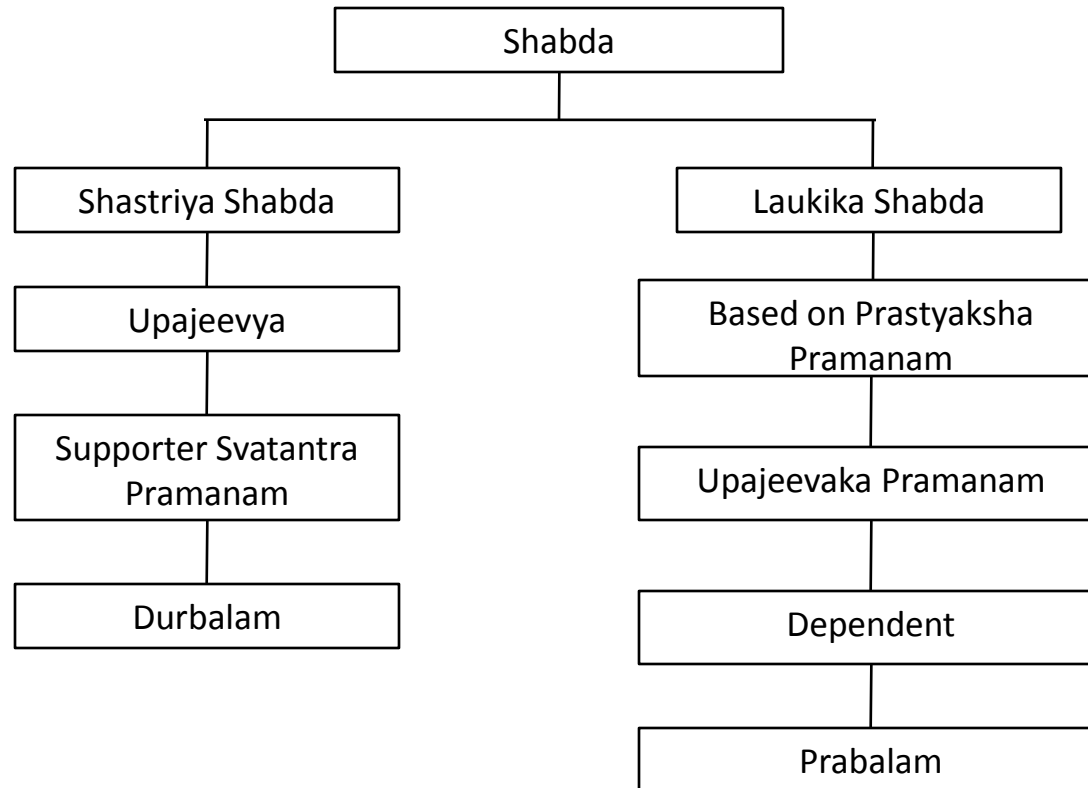 Shabda
Shastriya Shabda
Laukika Shabda
Upajeevya
Based on Prastyaksha
Pramanam
Supporter Svatantra
Pramanam
Upajeevaka Pramanam
Durbalam
Dependent
Prabalam